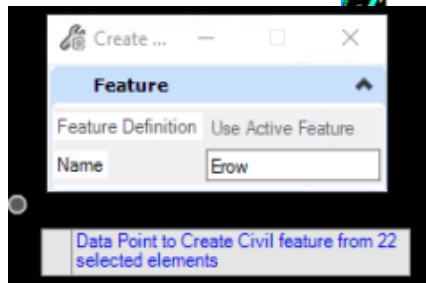 Create ...
Feature
Feature Definition Use Active Feature
Name Erow
Data Point to Create Civil feature from 22
selected elements